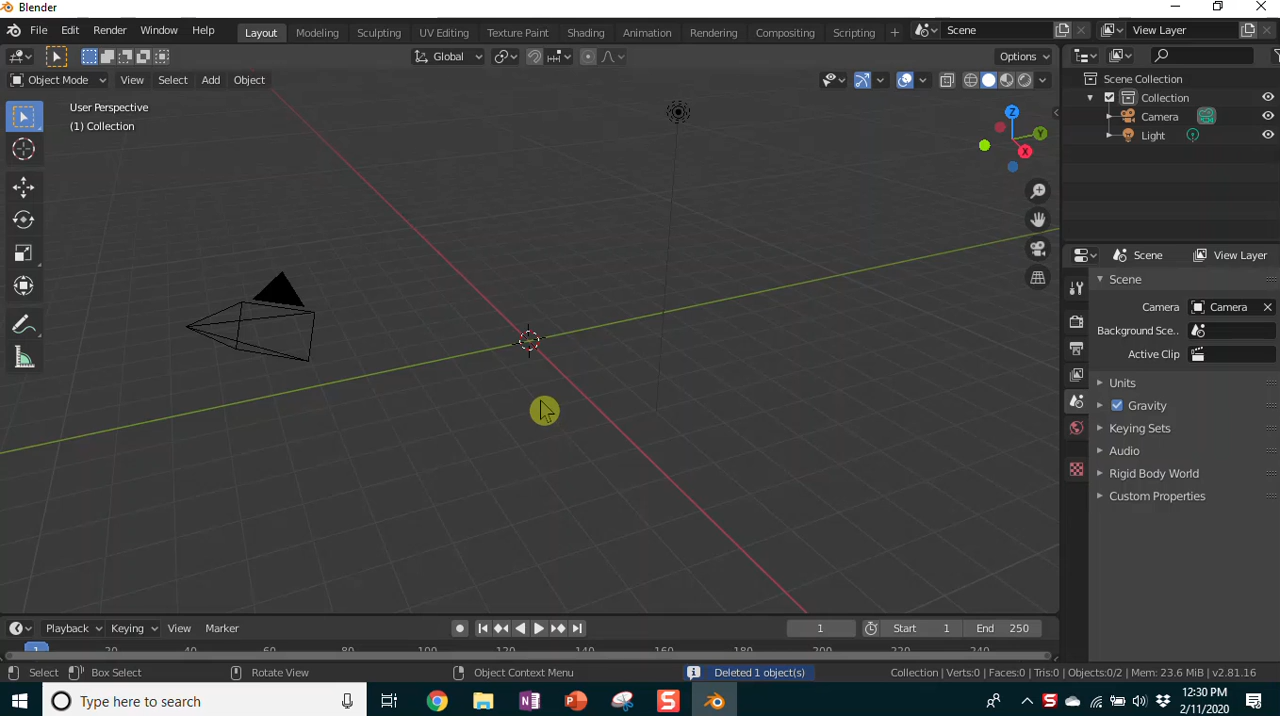 Blender
File Edit Render Window Help Layout Modeling Sculpting UV Editing Texture Paint Shading Animation Rendering Compositing Scripting + Scene View Layer
Global Options
Object Mode View Select Add Object
User Perspective
(1) Collection
Z
Y
X
Scene Collection
Collection
Camera
Light
Scene View Layer
Scene
Camera Camera
Background Sce..
Active Clip
Units
Gravity
Keying Sets
Audio
Rigid Body World
Custom Properties
Playback Keying View Marker 1 Start 1 End 250
1 20 40 60 80 100 120 140 160 180 200 220 240
Select Box Select Rotate View Object Context Menu Deleted 1 object(s) Collection | Verts:0 | Faces:0 | Tris:0 | Objects:0/2 | Mem: 23.6 MiB | v2.81.16
Type here to search
12:30 PM
2/11/2020